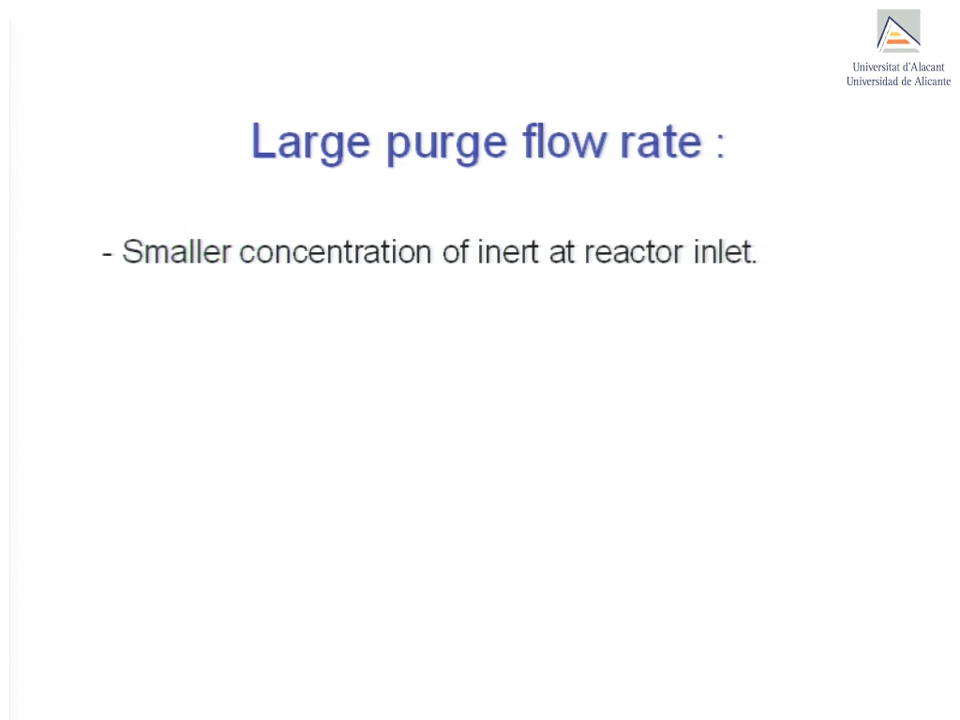 Universitat d'Alacant
Universidad de Alicante
Large purge flow rate :
- Smaller concentration of inert at reactor inlet.